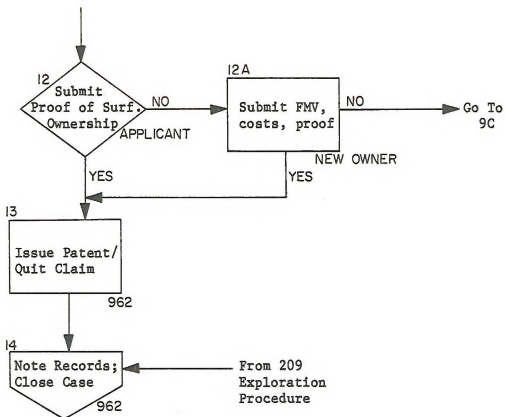 12
Submit
Proof of Surf.
Ownership
APPLICANT
NO
YES
12A
Submit FMV,
costs, proof
NEW OWNER
NO
YES
Go To
9C
13
Issue Patent/
Quit Claim
962
14
Note Records;
Close Case
962
From 209
Exploration
Procedure